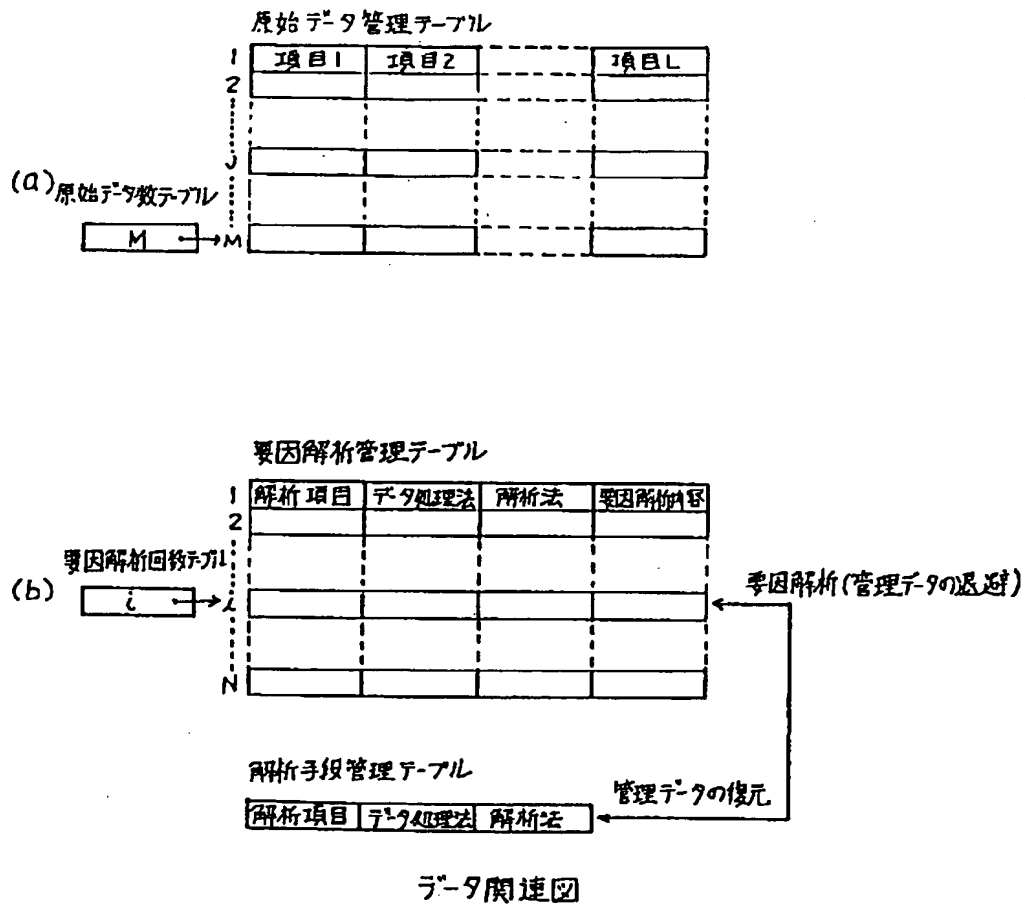 原始データ管理テーブル
1 項目1 項目2 項目L
2
J
(a) 原始データ数テーブル
M M
要因解析管理テーブル
1 解析項目 データ処理法 解析法 要因解析内容
2
要因解析回数テーブル
要因解析(管理データの退避)
(b) i i
N
解析手段管理テーブル
管理データの復元
解析項目 データ処理法 解析法
データ関連図